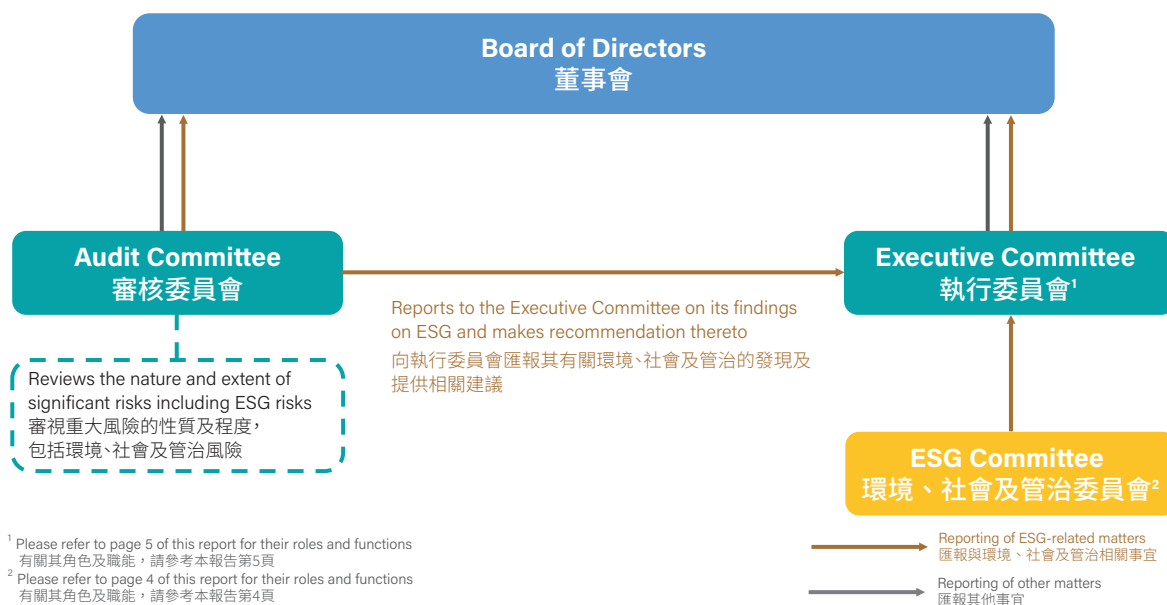 Board of Directors
董事會
Audit Committee
審核委員會
Executive Committee
執行委員會¹
Reports to the Executive Committee on its findings
on ESG and makes recommendation thereto
向執行委員會匯報其有關環境、社會及管治的發現及
提供相關建議
Reviews the nature and extent of
significant risks including ESG risks
審視重大風險的性質及程度，
包括環境、社會及管治風險
ESG Committee
環境、社會及管治委員會²
¹ Please refer to page 5 of this report for their roles and functions
有關其角色及職能，請參考本報告第5頁
² Please refer to page 4 of this report for their roles and functions
有關其角色及職能，請參考本報告第4頁
Reporting of ESG-related matters
匯報與環境、社會及管治相關事宜
Reporting of other matters
匯報其他事宜